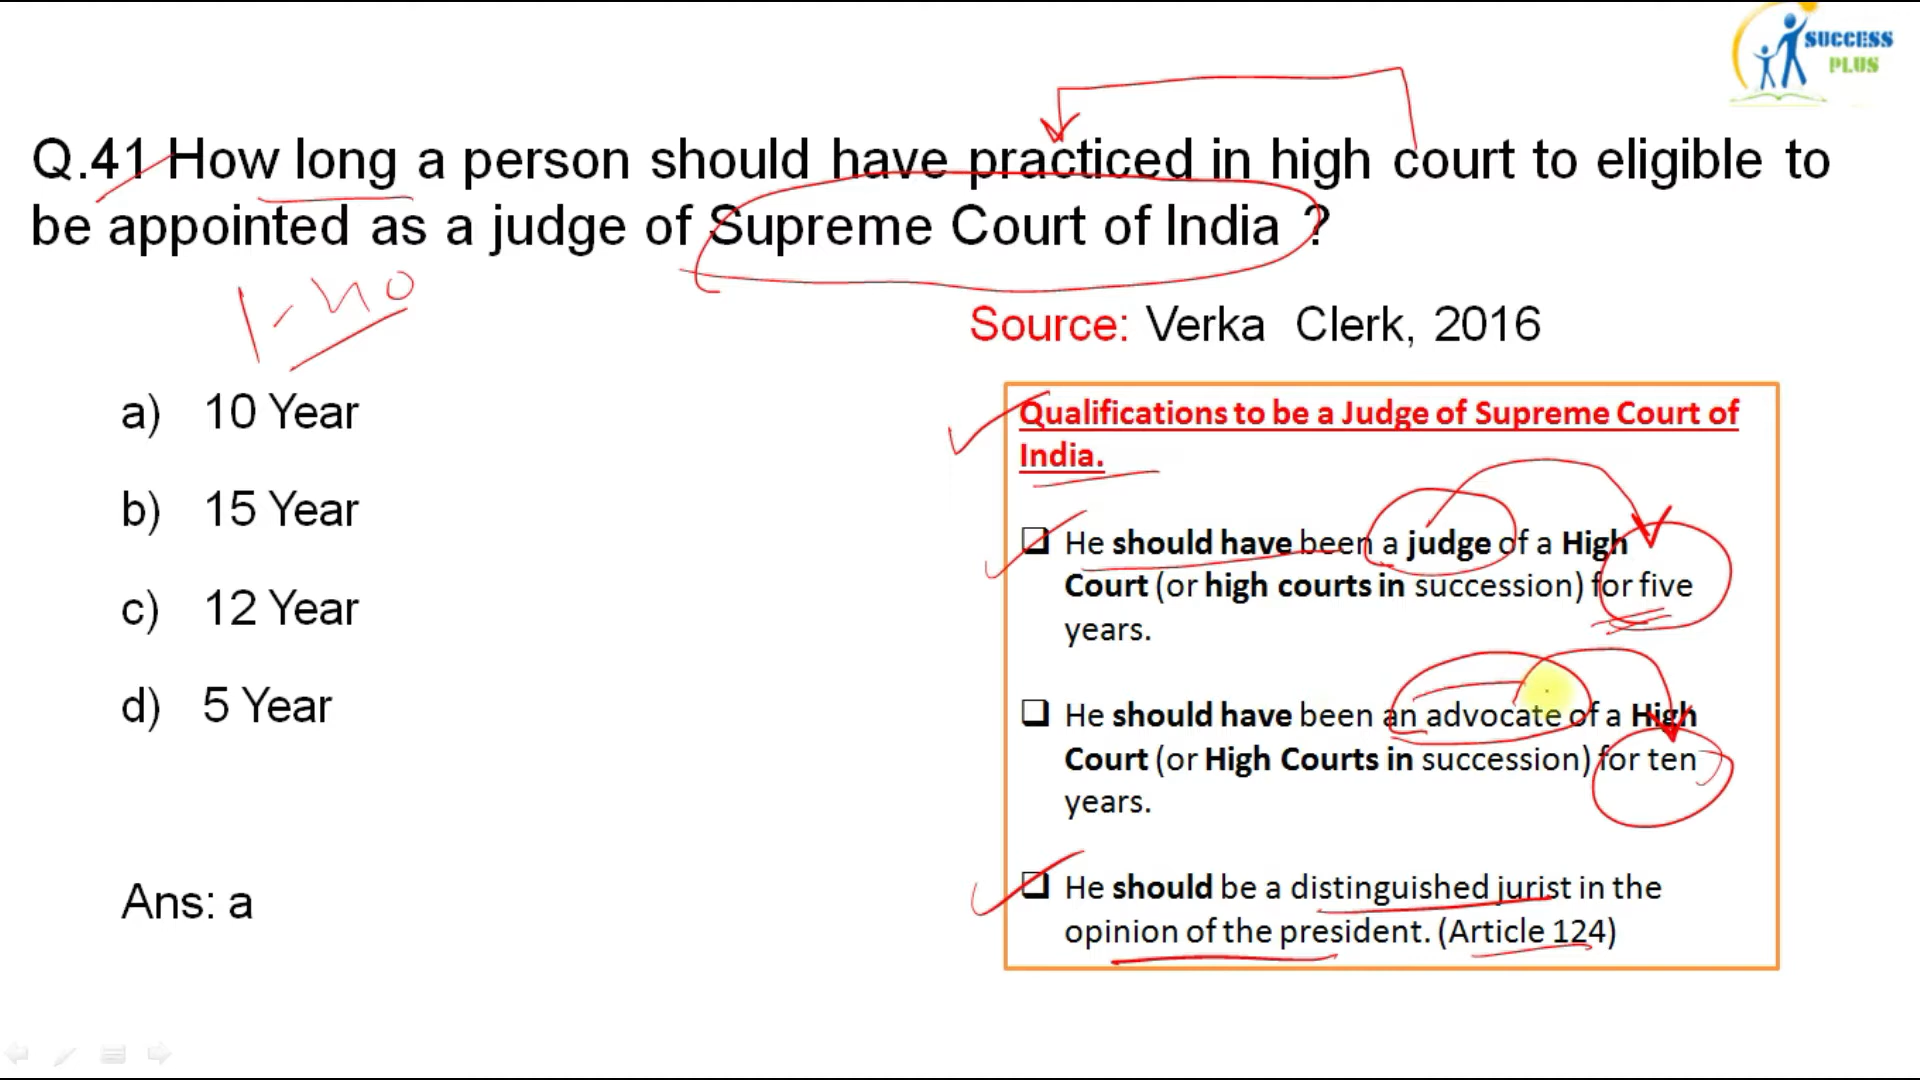 SUCCESS
PLUS
Q.41 How long a person should have practiced in high court to eligible to
be appointed as a judge of Supreme Court of India ?
Source: Verka Clerk, 2016
a) 10 Year
b) 15 Year
c) 12 Year
d) 5 Year
Ans: a
Qualifications to be a Judge of Supreme Court of
India.
He should have been a judge of a High
Court (or high courts in succession) for five
years.
He should have been an advocate of a High
Court (or High Courts in succession) for ten
years.
He should be a distinguished jurist in the
opinion of the president. (Article 124)